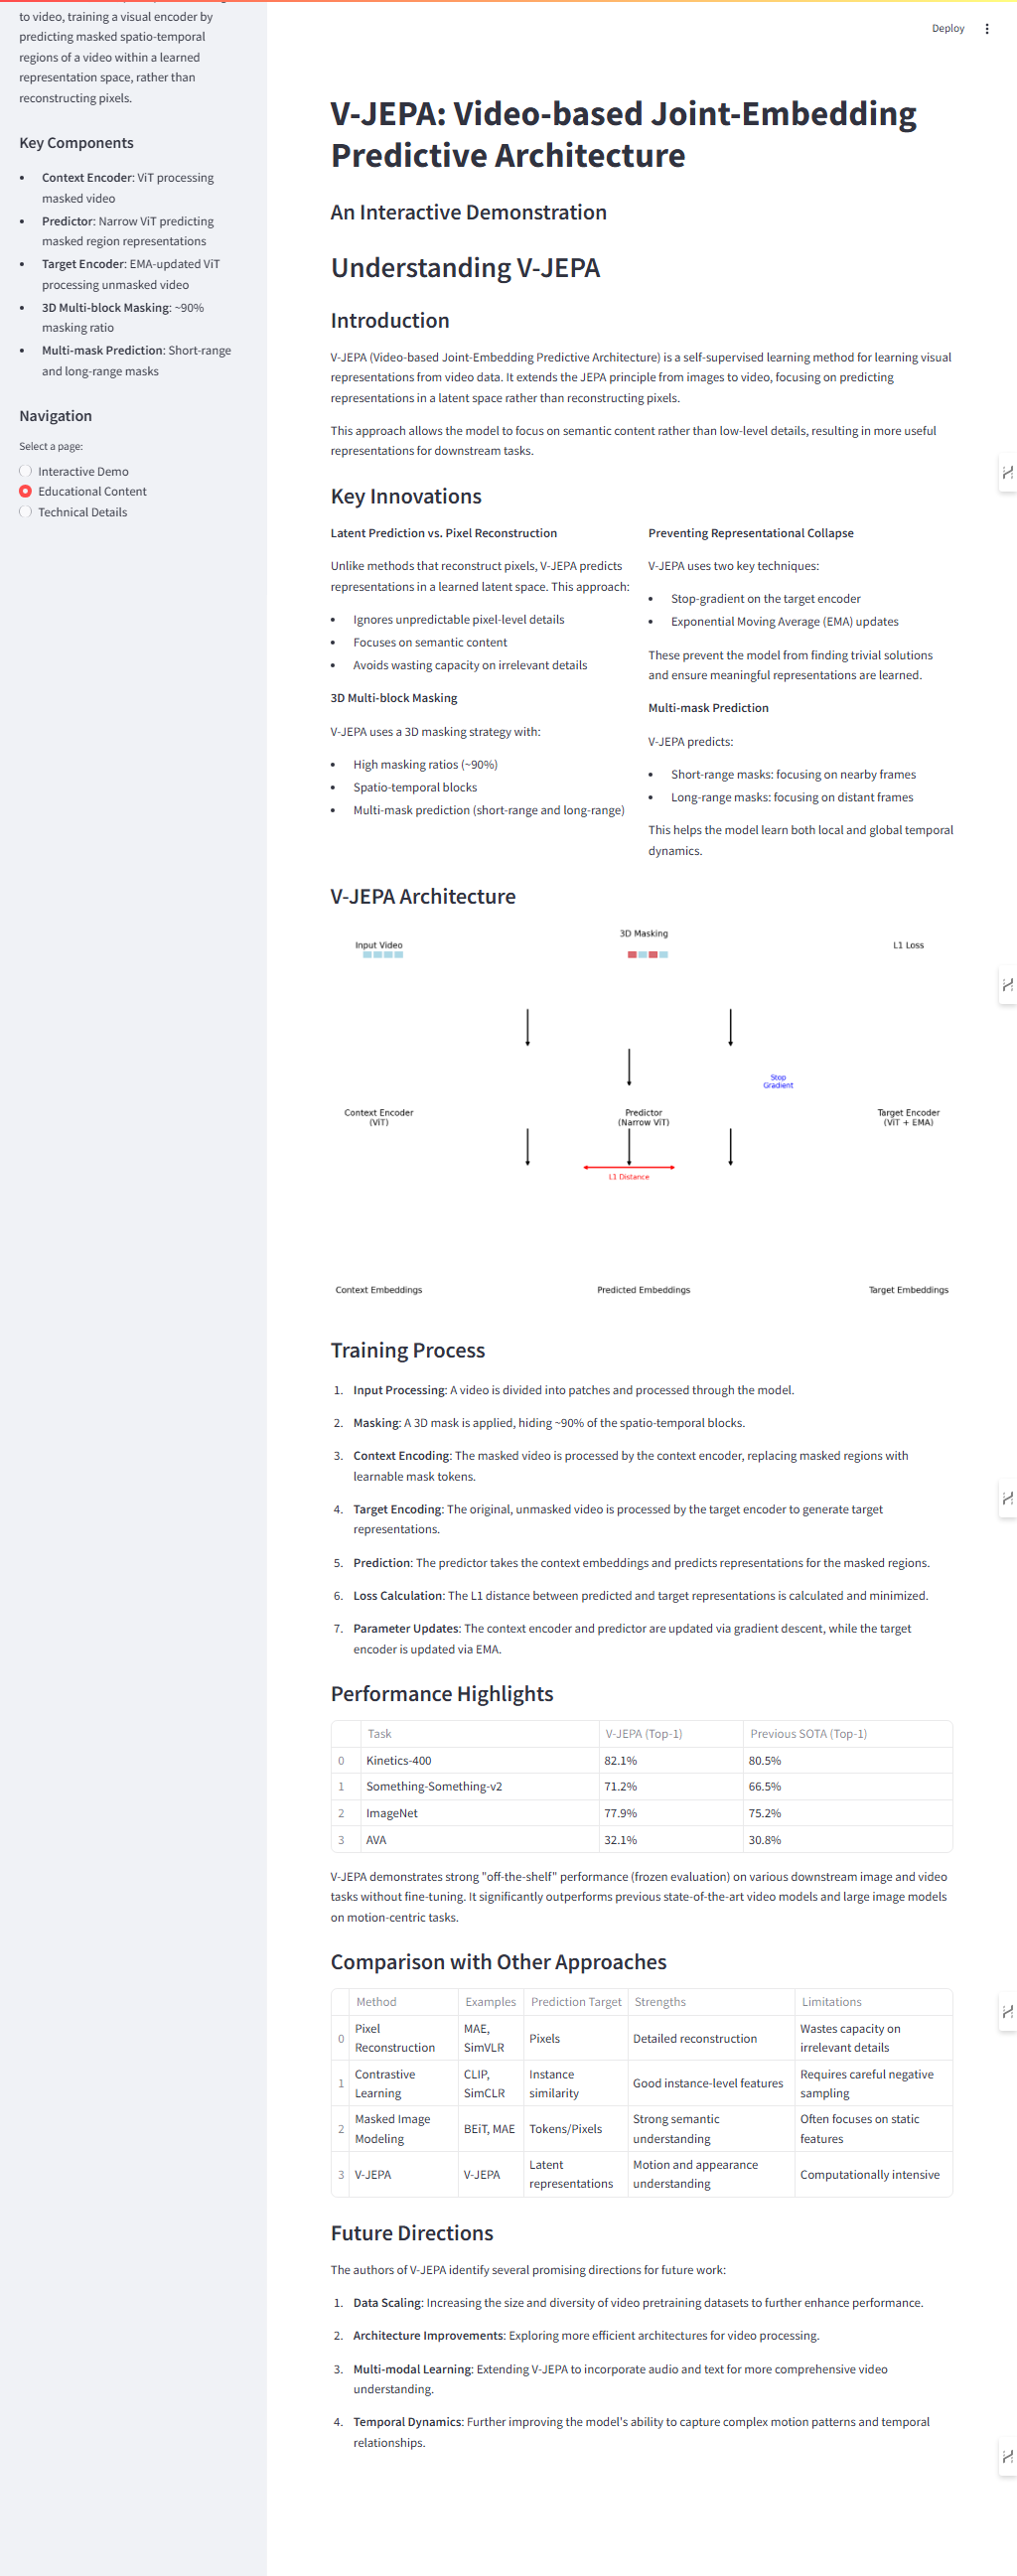 to video, training a visual encoder by
predicting masked spatio-temporal
regions of a video within a learned
representation space, rather than
reconstructing pixels.
Key Components
Context Encoder: ViT processing
masked video
Predictor: Narrow ViT predicting
masked region representations
Target Encoder: EMA-updated ViT
processing unmasked video
3D Multi-block Masking: ~90%
masking ratio
Multi-mask Prediction: Short-range
and long-range masks
Navigation
Select a page:
Interactive Demo
Educational Content
Technical Details
Deploy
V-JEPA: Video-based Joint-Embedding
Predictive Architecture
An Interactive Demonstration
Understanding V-JEPA
Introduction
V-JEPA (Video-based Joint-Embedding Predictive Architecture) is a self-supervised learning method for learning visual
representations from video data. It extends the JEPA principle from images to video, focusing on predicting
representations in a latent space rather than reconstructing pixels.
This approach allows the model to focus on semantic content rather than low-level details, resulting in more useful
representations for downstream tasks.
Key Innovations
Latent Prediction vs. Pixel Reconstruction
Unlike methods that reconstruct pixels, V-JEPA predicts
representations in a learned latent space. This approach:
Ignores unpredictable pixel-level details
Focuses on semantic content
Avoids wasting capacity on irrelevant details
3D Multi-block Masking
V-JEPA uses a 3D masking strategy with:
High masking ratios (~90%)
Spatio-temporal blocks
Multi-mask prediction (short-range and long-range)
Preventing Representational Collapse
V-JEPA uses two key techniques:
Stop-gradient on the target encoder
Exponential Moving Average (EMA) updates
These prevent the model from finding trivial solutions
and ensure meaningful representations are learned.
Multi-mask Prediction
V-JEPA predicts:
Short-range masks: focusing on nearby frames
Long-range masks: focusing on distant frames
This helps the model learn both local and global temporal
dynamics.
V-JEPA Architecture
Input Video
3D Masking
L1 Loss
Stop
Gradient
Context Encoder
(ViT)
Predictor
(Narrow ViT)
Target Encoder
(ViT + EMA)
L1 Distance
Context Embeddings
Predicted Embeddings
Target Embeddings
Training Process
1. Input Processing: A video is divided into patches and processed through the model.
2. Masking: A 3D mask is applied, hiding ~90% of the spatio-temporal blocks.
3. Context Encoding: The masked video is processed by the context encoder, replacing masked regions with
learnable mask tokens.
4. Target Encoding: The original, unmasked video is processed by the target encoder to generate target
representations.
5. Prediction: The predictor takes the context embeddings and predicts representations for the masked regions.
6. Loss Calculation: The L1 distance between predicted and target representations is calculated and minimized.
7. Parameter Updates: The context encoder and predictor are updated via gradient descent, while the target
encoder is updated via EMA.
Performance Highlights
Task V-JEPA (Top-1) Previous SOTA (Top-1)
0 Kinetics-400 82.1% 80.5%
1 Something-Something-v2 71.2% 66.5%
2 ImageNet 77.9% 75.2%
3 AVA 32.1% 30.8%
V-JEPA demonstrates strong "off-the-shelf" performance (frozen evaluation) on various downstream image and video
tasks without fine-tuning. It significantly outperforms previous state-of-the-art video models and large image models
on motion-centric tasks.
Comparison with Other Approaches
Method Examples Prediction Target Strengths Limitations
0 Pixel Reconstruction MAE, SimVLR Pixels Detailed reconstruction Wastes capacity on irrelevant details
1 Contrastive Learning CLIP, SimCLR Instance similarity Good instance-level features Requires careful negative sampling
2 Masked Image Modeling BEiT, MAE Tokens/Pixels Strong semantic understanding Often focuses on static features
3 V-JEPA V-JEPA Latent representations Motion and appearance understanding Computationally intensive
Future Directions
The authors of V-JEPA identify several promising directions for future work:
1. Data Scaling: Increasing the size and diversity of video pretraining datasets to further enhance performance.
2. Architecture Improvements: Exploring more efficient architectures for video processing.
3. Multi-modal Learning: Extending V-JEPA to incorporate audio and text for more comprehensive video
understanding.
4. Temporal Dynamics: Further improving the model's ability to capture complex motion patterns and temporal
relationships.